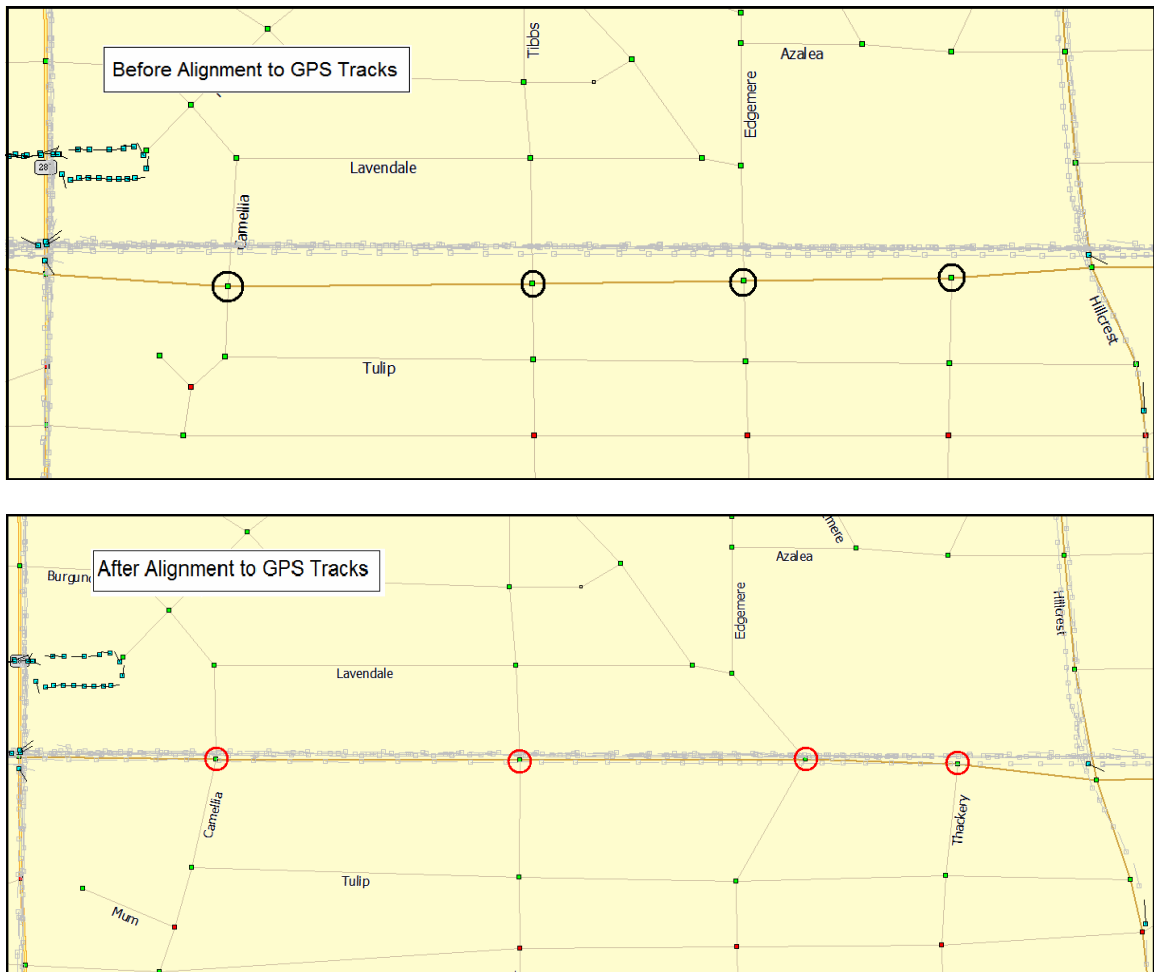 Before Alignment to GPS Tracks
Tibbs
Azalea
Edgemere
Lavendale
28
Camellia
Hillcrest
Tulip
After Alignment to GPS Tracks
Azalea
Edgemere
Hillcrest
Lavendale
Camellia
Thackery
Tulip
Mum